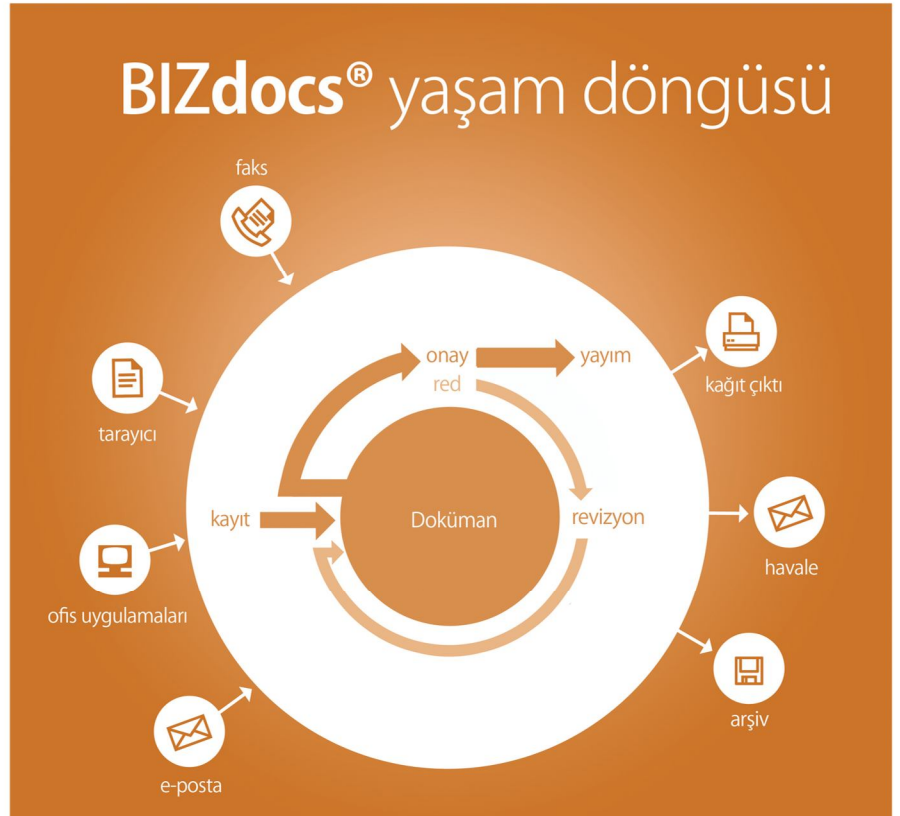 BIZdocs® yaşam döngüsü
faks
onay
yayım
red
kağıt çıktı
tarayıcı
kayıt
Doküman
revizyon
havale
ofis uygulamaları
arşiv
e-posta